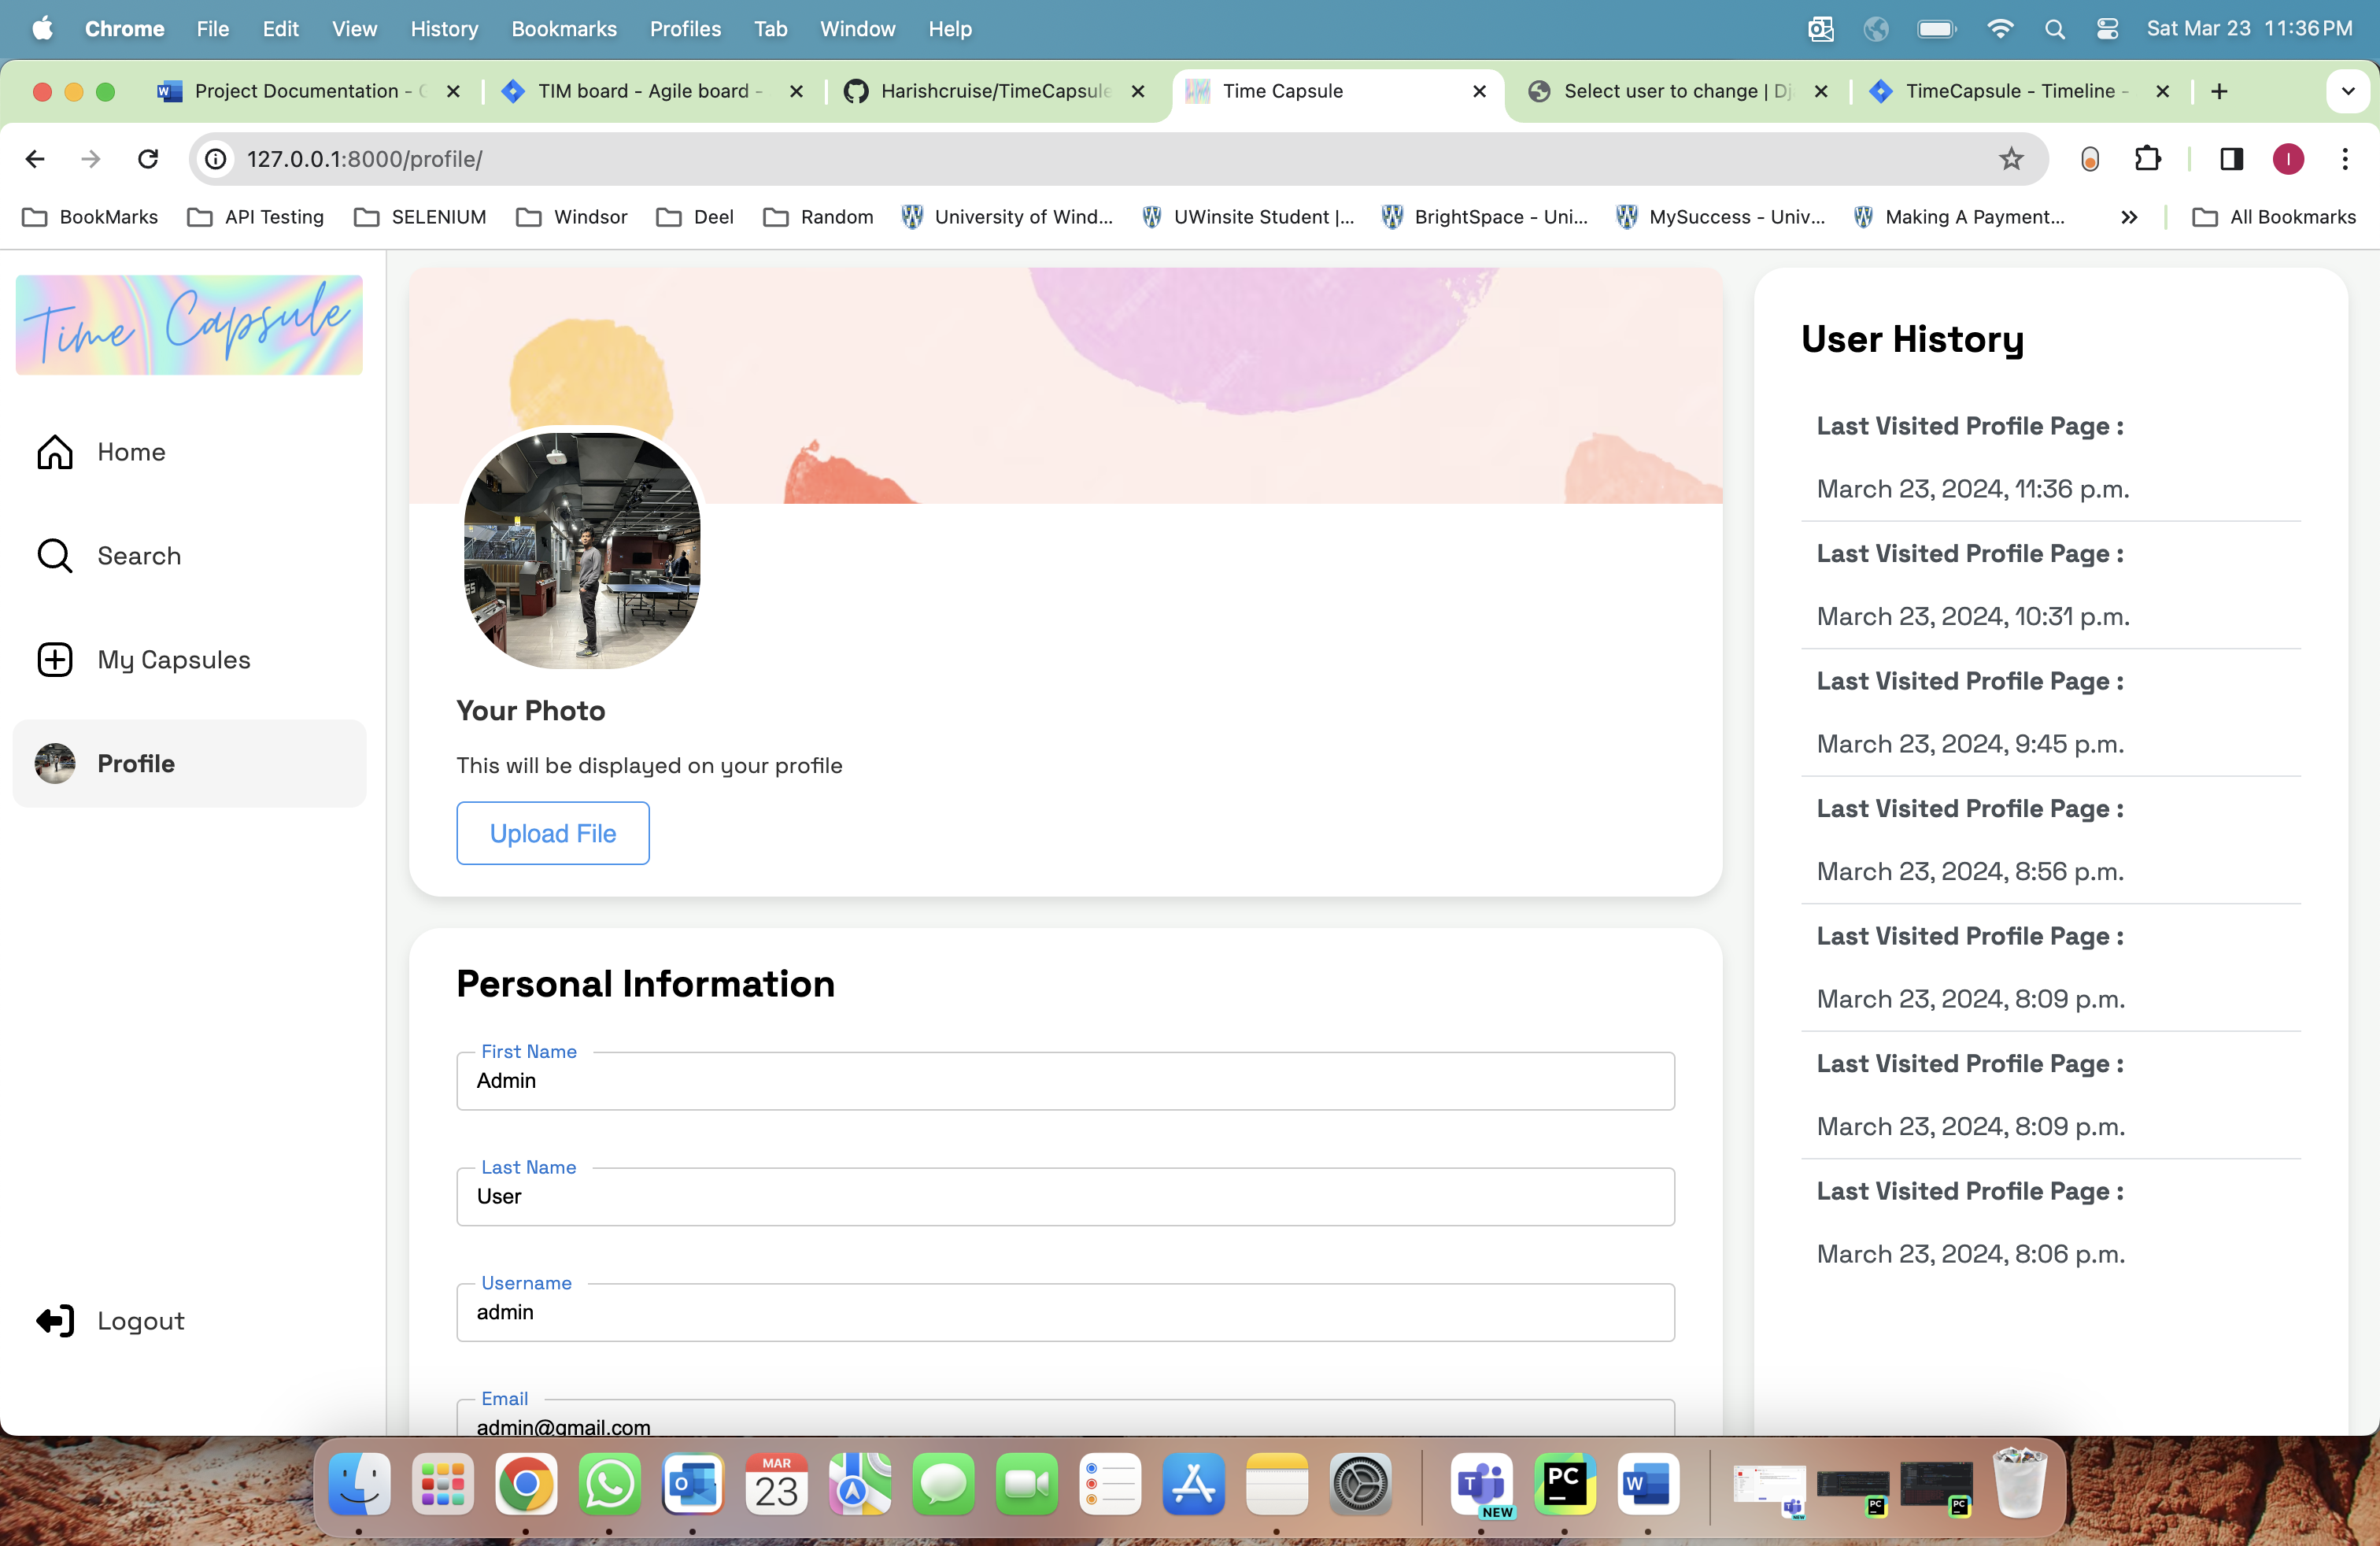 Chrome File Edit View History Bookmarks Profiles Tab Window Help Sat Mar 23 11:36 PM
Project Documentation - TIM board - Agile board - Harishcruise/TimeCapsule Time Capsule Select user to change | Dj TimeCapsule - Timeline -
127.0.0.1:8000/profile/ I
BookMarks API Testing SELENIUM Windsor Deel Random University of Wind... UWinsite Student |... BrightSpace - Uni... MySuccess - Univ... Making A Payment... » All Bookmarks
Time Capsule
Home
Search
My Capsules
Profile
Logout
Your Photo
This will be displayed on your profile
Upload File
Personal Information
First Name
Admin
Last Name
User
Username
admin
Email
admin@gmail.com
User History
Last Visited Profile Page :
March 23, 2024, 11:36 p.m.
Last Visited Profile Page :
March 23, 2024, 10:31 p.m.
Last Visited Profile Page :
March 23, 2024, 9:45 p.m.
Last Visited Profile Page :
March 23, 2024, 8:56 p.m.
Last Visited Profile Page :
March 23, 2024, 8:09 p.m.
Last Visited Profile Page :
March 23, 2024, 8:09 p.m.
Last Visited Profile Page :
March 23, 2024, 8:06 p.m.
MAR
23
NEW
PC
W